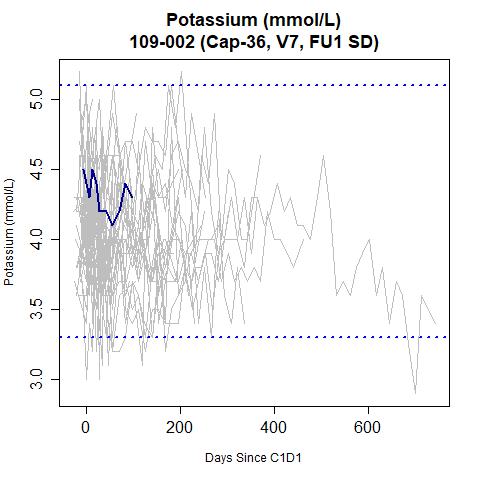 Potassium (mmol/L)
109-002 (Cap-36, V7, FU1 SD)
Potassium (mmol/L)
5.0
4.5
4.0
3.5
3.0
0 200 400 600
Days Since C1D1